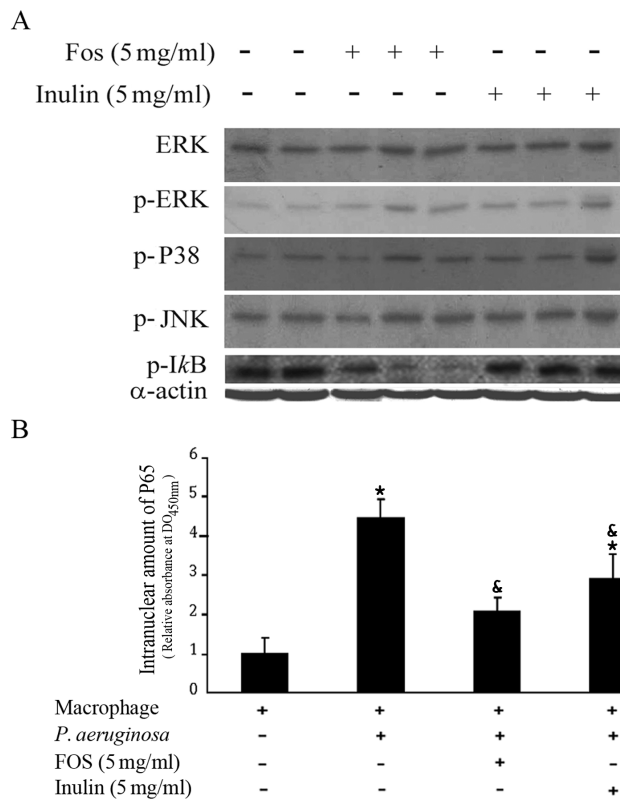 A
Fos (5 mg/ml) - - + + + - - -
Inulin (5 mg/ml) - - - - - + + +
ERK
p-ERK
p-P38
p-JNK
p-IkB
α-actin
B
Intranuclear amount of P65
( Relative absorbance at DO450nm)
6
5
4
3
2
1
0
*
&
&
*
Macrophage + + + +
P. aeruginosa - + + +
FOS (5 mg/ml) - - + -
Inulin (5 mg/ml) - - - +